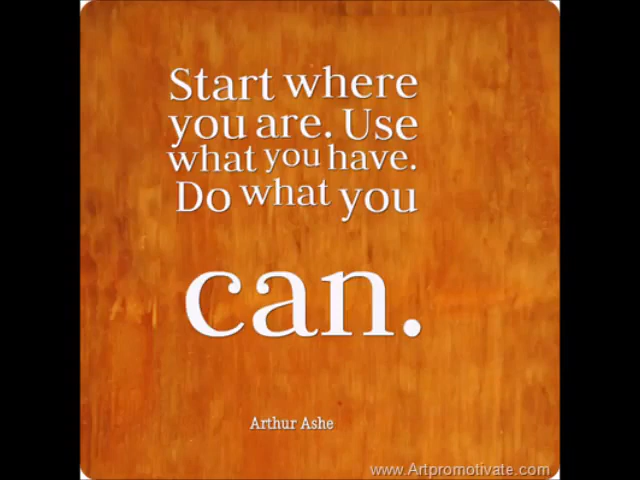 Start where
you are. Use
what you have.
Do what you
can.
Arthur Ashe
www.Artpromotivate.com